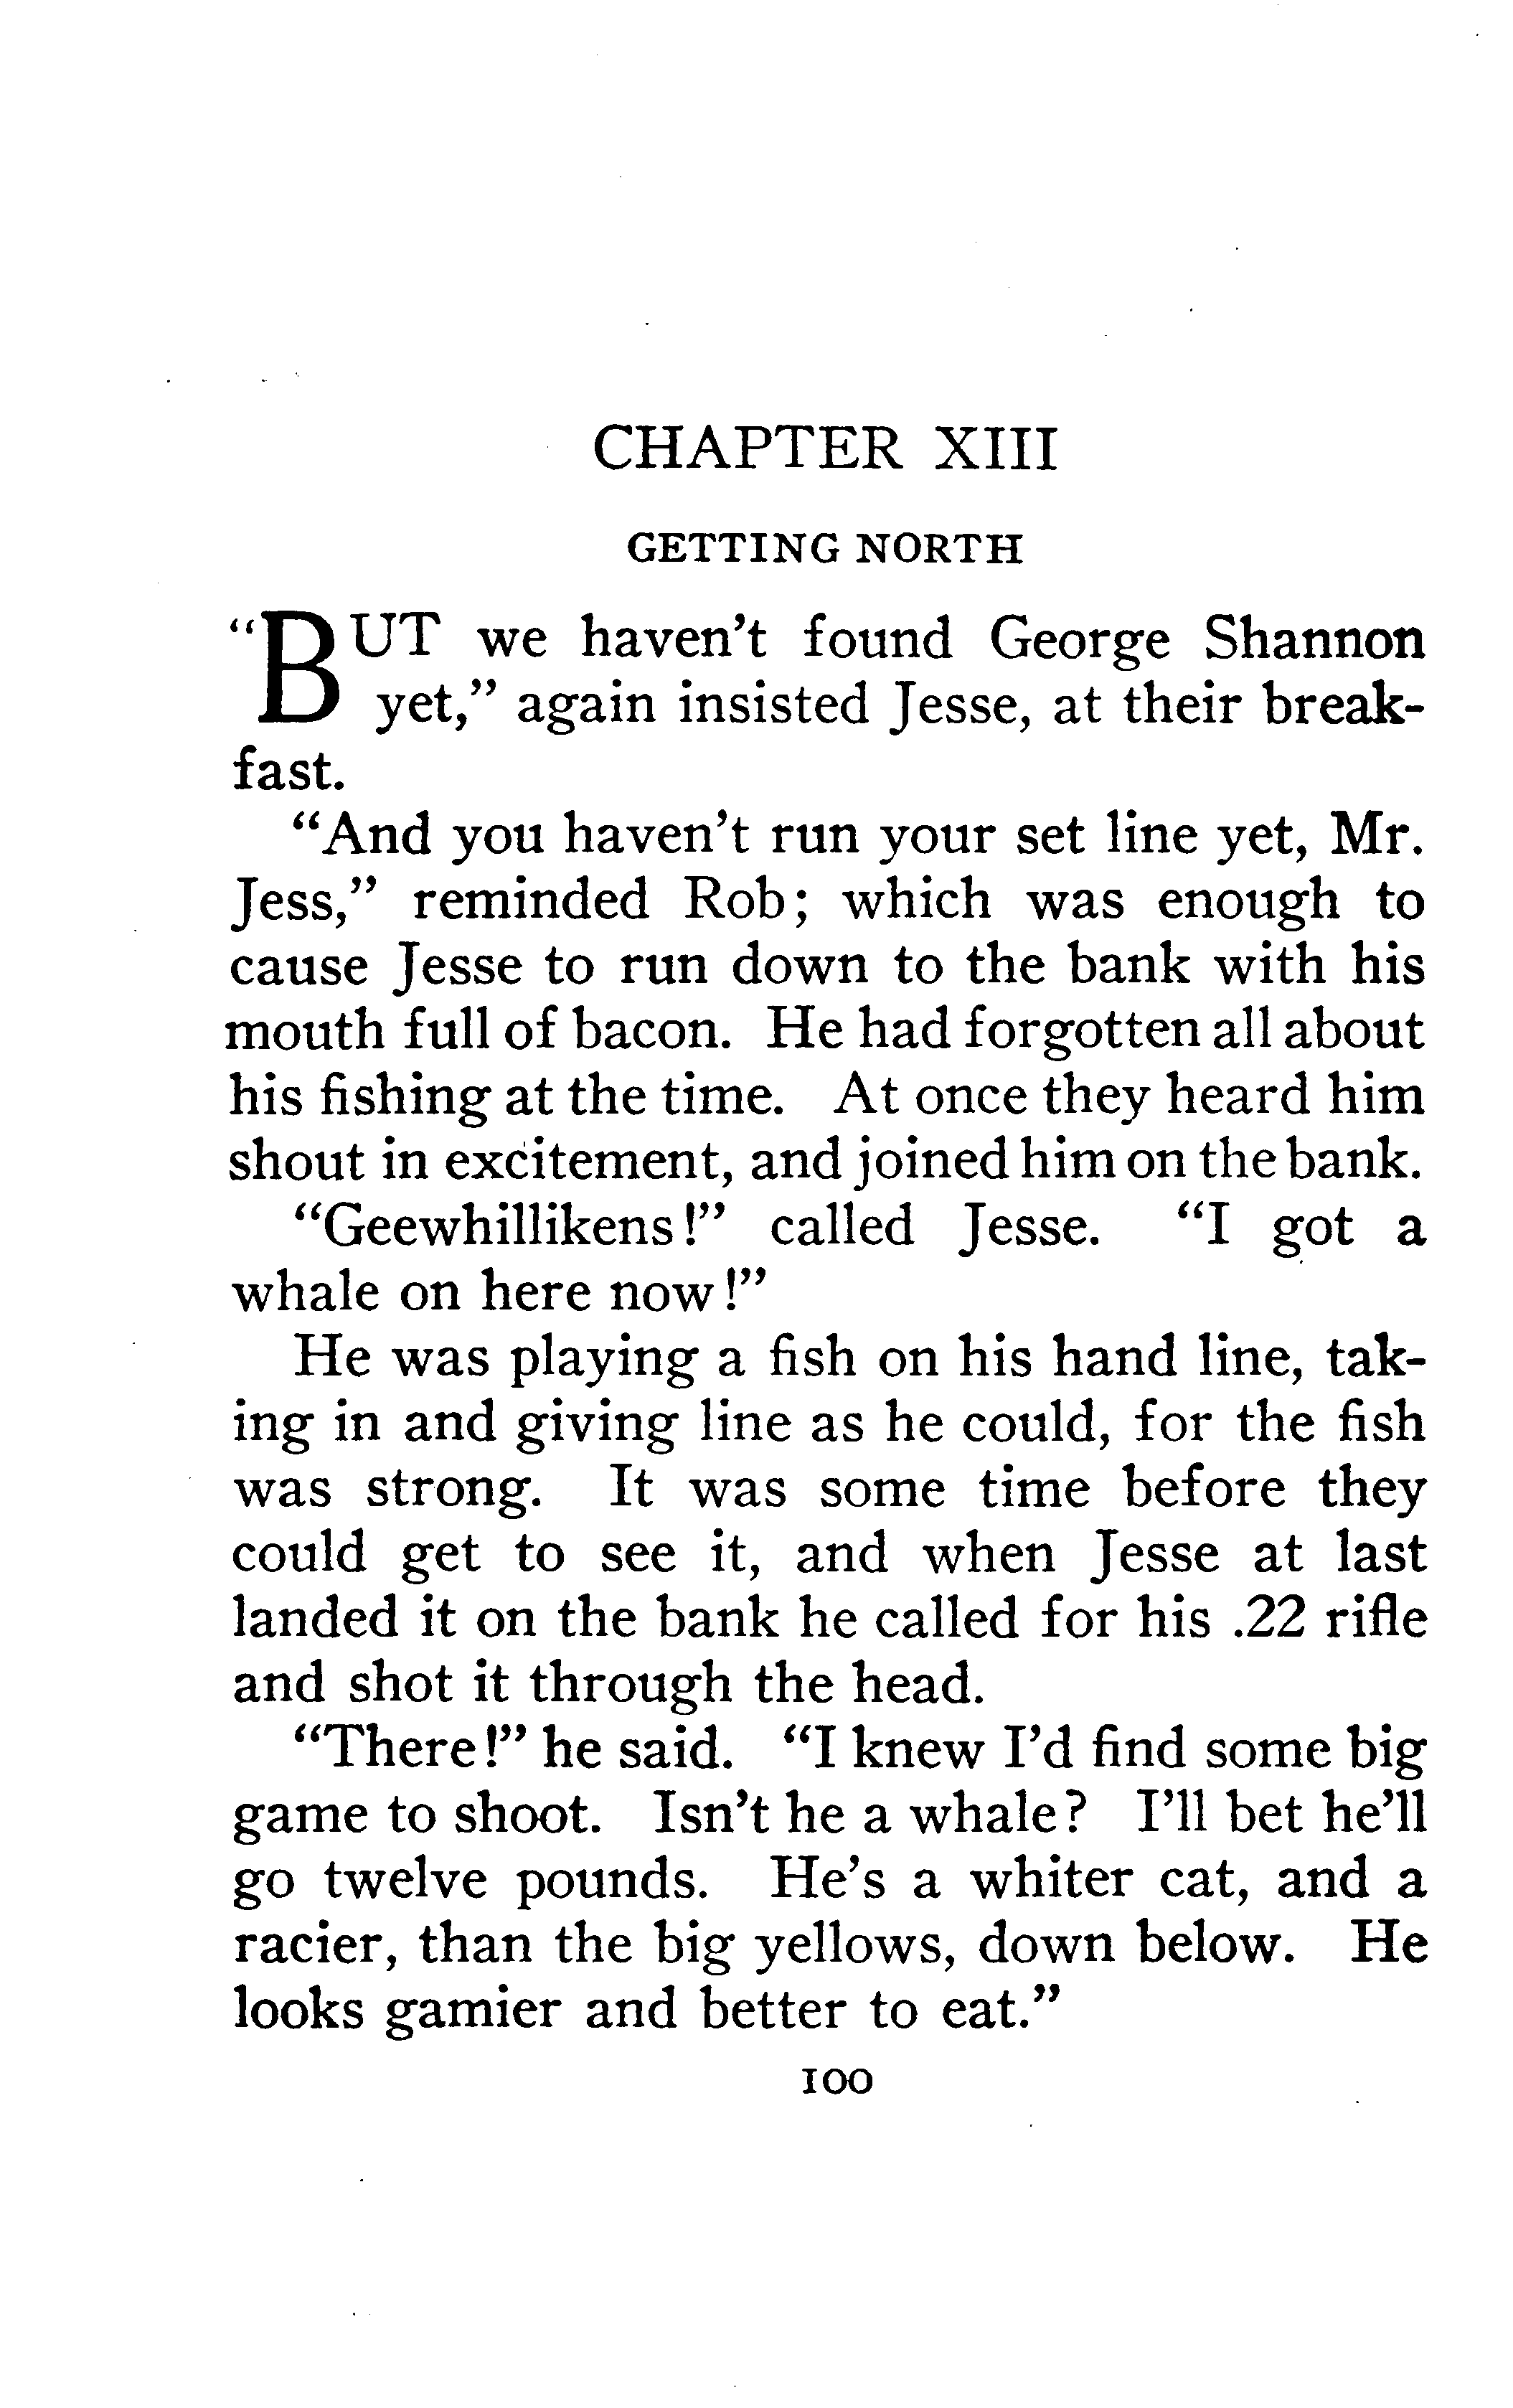 CHAPTER XIII
GETTING NORTH
"BUT we haven't found George Shannon
yet," again insisted Jesse, at their break-
fast.
"And you haven't run your set line yet, Mr.
Jess," reminded Rob; which was enough to
cause Jesse to run down to the bank with his
mouth full of bacon. He had forgotten all about
his fishing at the time. At once they heard him
shout in excitement, and joined him on the bank.
"Geewhillikens!" called Jesse. "I got a
whale on here now!"
He was playing a fish on his hand line, tak-
ing in and giving line as he could, for the fish
was strong. It was some time before they
could get to see it, and when Jesse at last
landed it on the bank he called for his .22 rifle
and shot it through the head.
"There!" he said. "I knew I'd find some big
game to shoot. Isn't he a whale? I'll bet he'll
go twelve pounds. He's a whiter cat, and a
racier, than the big yellows, down below. He
looks gamier and better to eat."
100